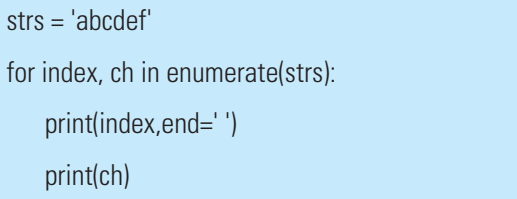 strs = 'abcdef'
for index, ch in enumerate(strs):
    print(index,end=' ')
    print(ch)